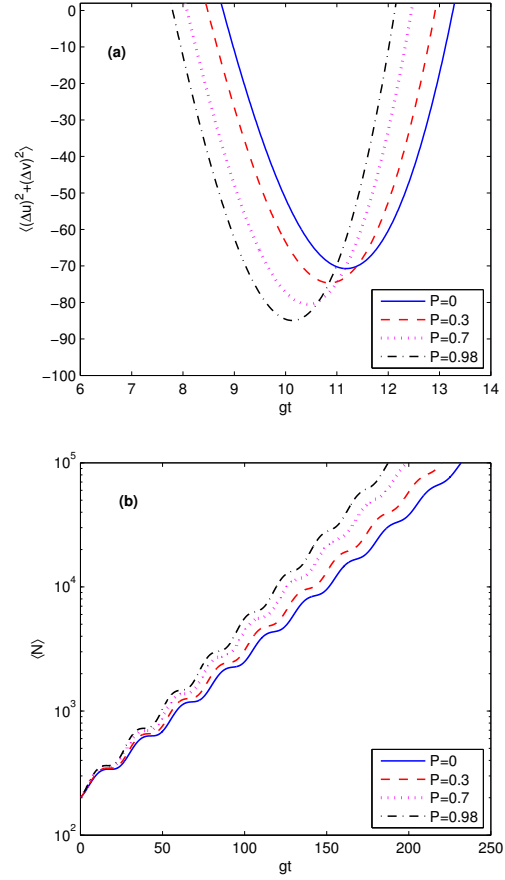 0
−10
−20
−30
−40
−50
−60
−70
−80
−90
−100
(a)
⟨(Δu)²+(Δv)²⟩
P=0
P=0.3
P=0.7
P=0.98
6 7 8 9 10 11 12 13 14
gt
10⁵
10⁴
10³
10²
(b)
⟨N⟩
P=0
P=0.3
P=0.7
P=0.98
0 50 100 150 200 250
gt